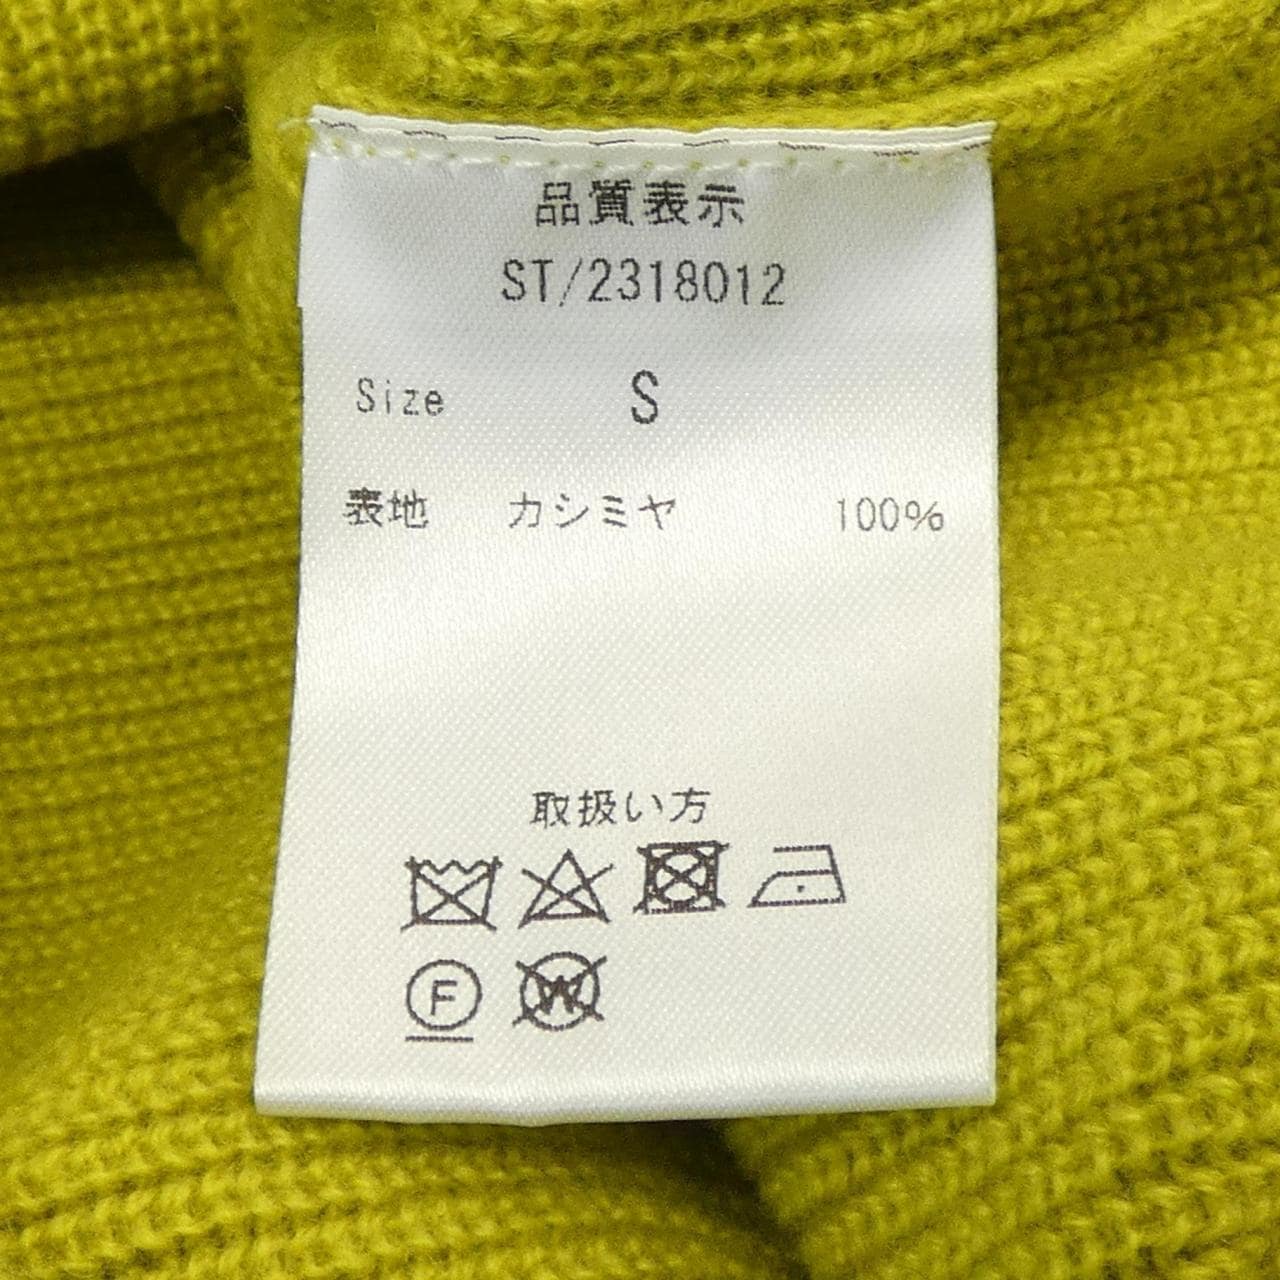 品質表示
ST/2318012
Size S
表地 カシミヤ 100%
取扱い方
F W